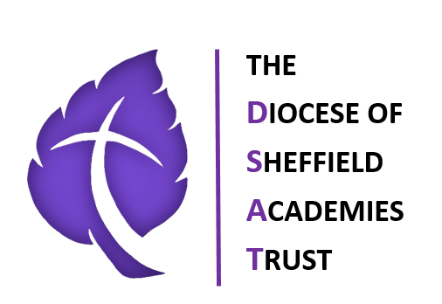 THE
DIOCESE OF
SHEFFIELD
ACADEMIES
TRUST